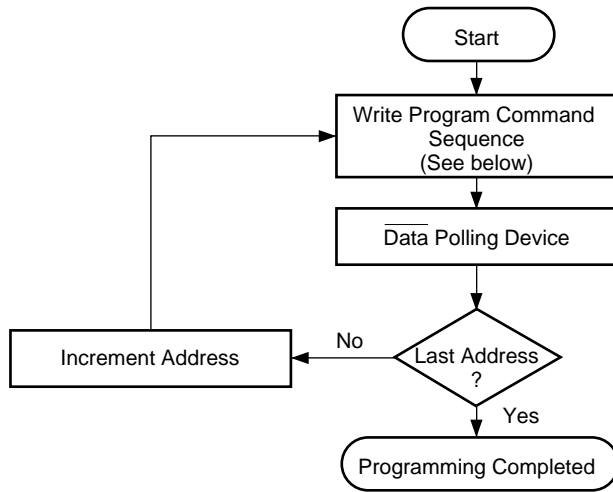 Start
Write Program Command
Sequence
(See below)
Data Polling Device
Last Address
?
No
Increment Address
Yes
Programming Completed